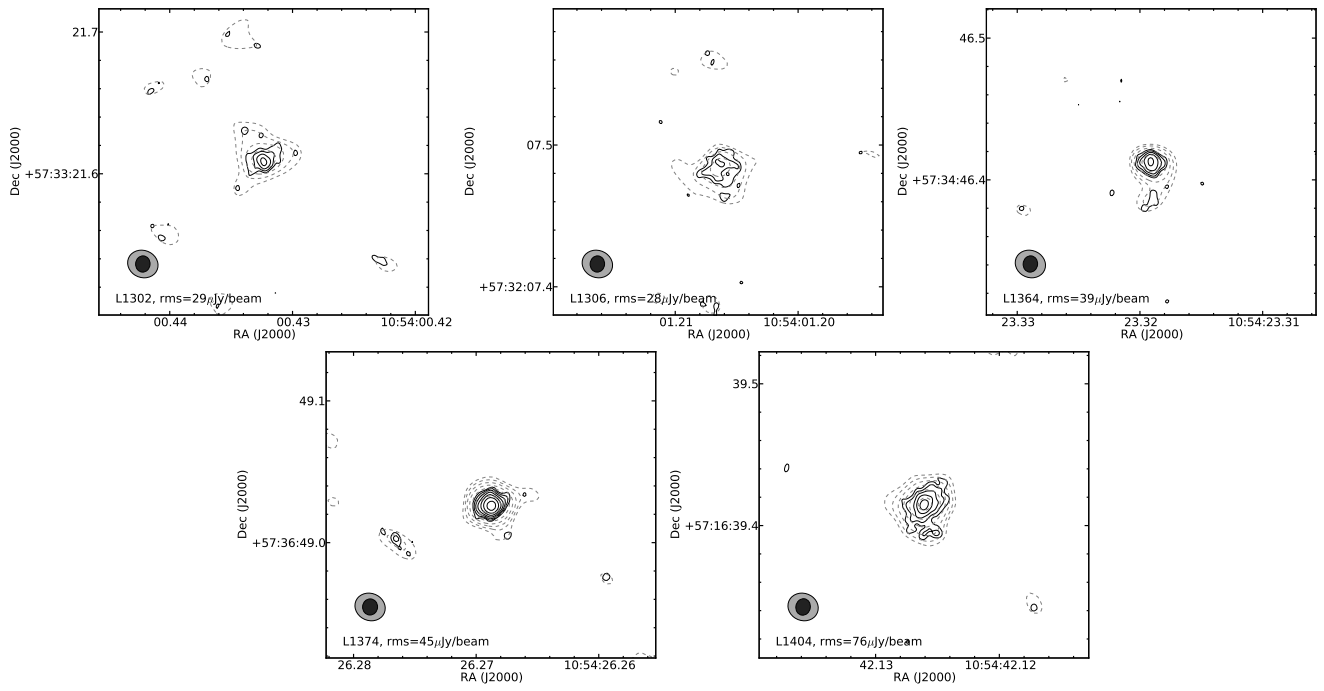 21.7
Dec (J2000)
+57:33:21.6
L1302, rms=29μJy/beam
00.44
00.43
10:54:00.42
RA (J2000)
07.5
Dec (J2000)
+57:32:07.4
L1306, rms=28μJy/beam
01.21
10:54:01.20
RA (J2000)
46.5
Dec (J2000)
+57:34:46.4
L1364, rms=39μJy/beam
23.33
23.32
10:54:23.31
RA (J2000)
49.1
Dec (J2000)
+57:36:49.0
L1374, rms=45μJy/beam
26.28
26.27
10:54:26.26
RA (J2000)
39.5
Dec (J2000)
+57:16:39.4
L1404, rms=76μJy/beam
42.13
10:54:42.12
RA (J2000)